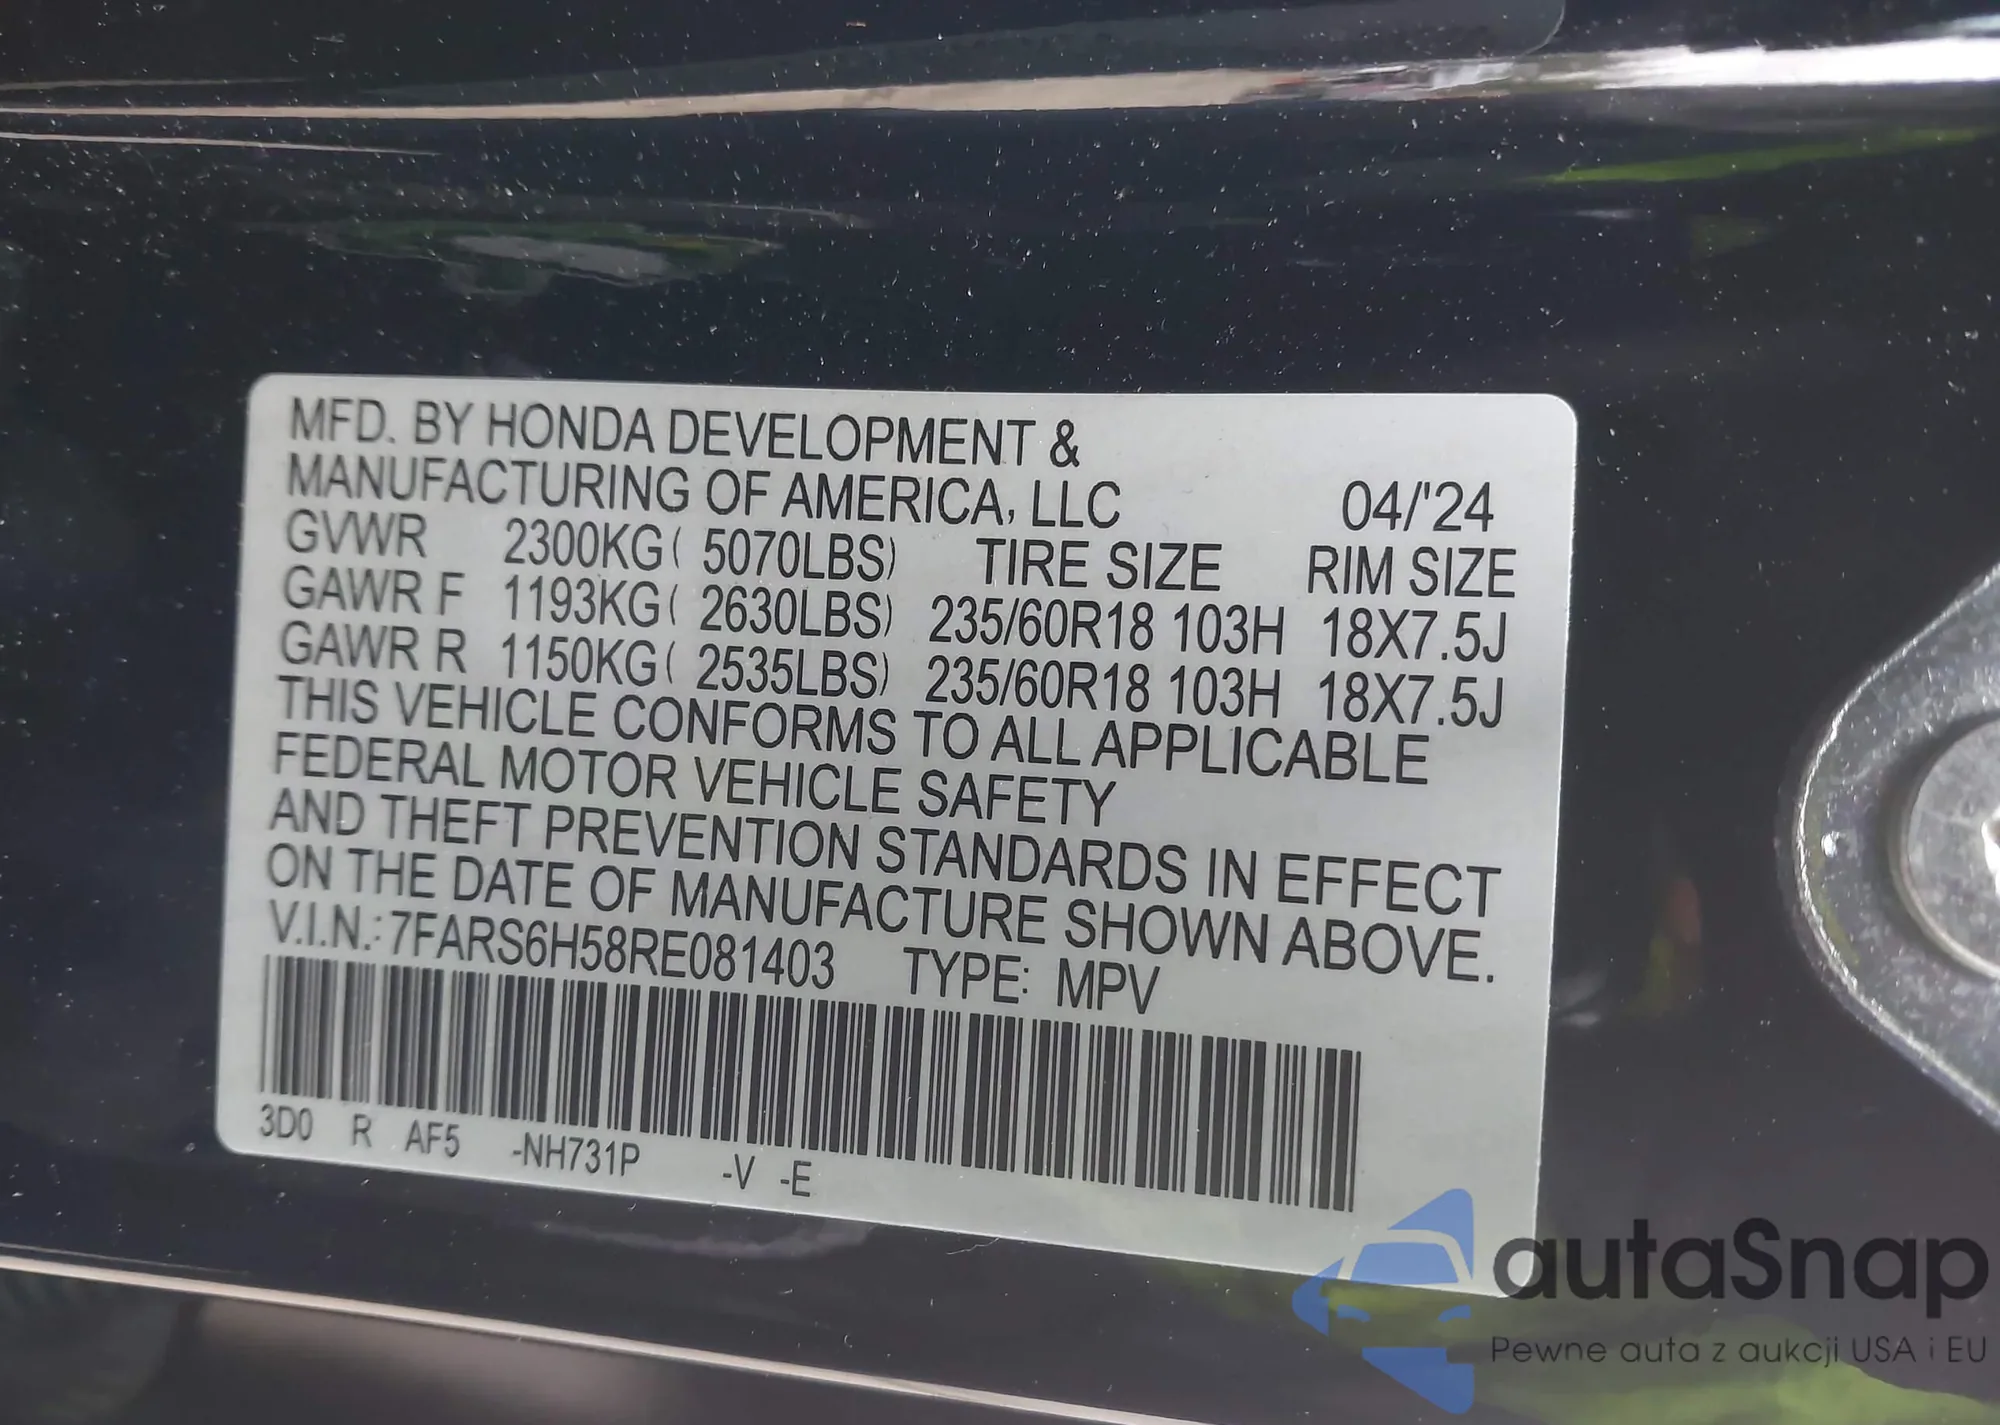 MFD. BY HONDA DEVELOPMENT &
MANUFACTURING OF AMERICA, LLC 04/'24
GVWR 2300KG( 5070LBS) TIRE SIZE RIM SIZE
GAWR F 1193KG( 2630LBS) 235/60R18 103H 18X7.5J
GAWR R 1150KG( 2535LBS) 235/60R18 103H 18X7.5J
THIS VEHICLE CONFORMS TO ALL APPLICABLE
FEDERAL MOTOR VEHICLE SAFETY
AND THEFT PREVENTION STANDARDS IN EFFECT
ON THE DATE OF MANUFACTURE SHOWN ABOVE.
V.I.N.: 7FARS6H58RE081403 TYPE: MPV
3D0 R AF5 -NH731P -V -E
autaSnap
Pewne auta z aukcji USA i EU